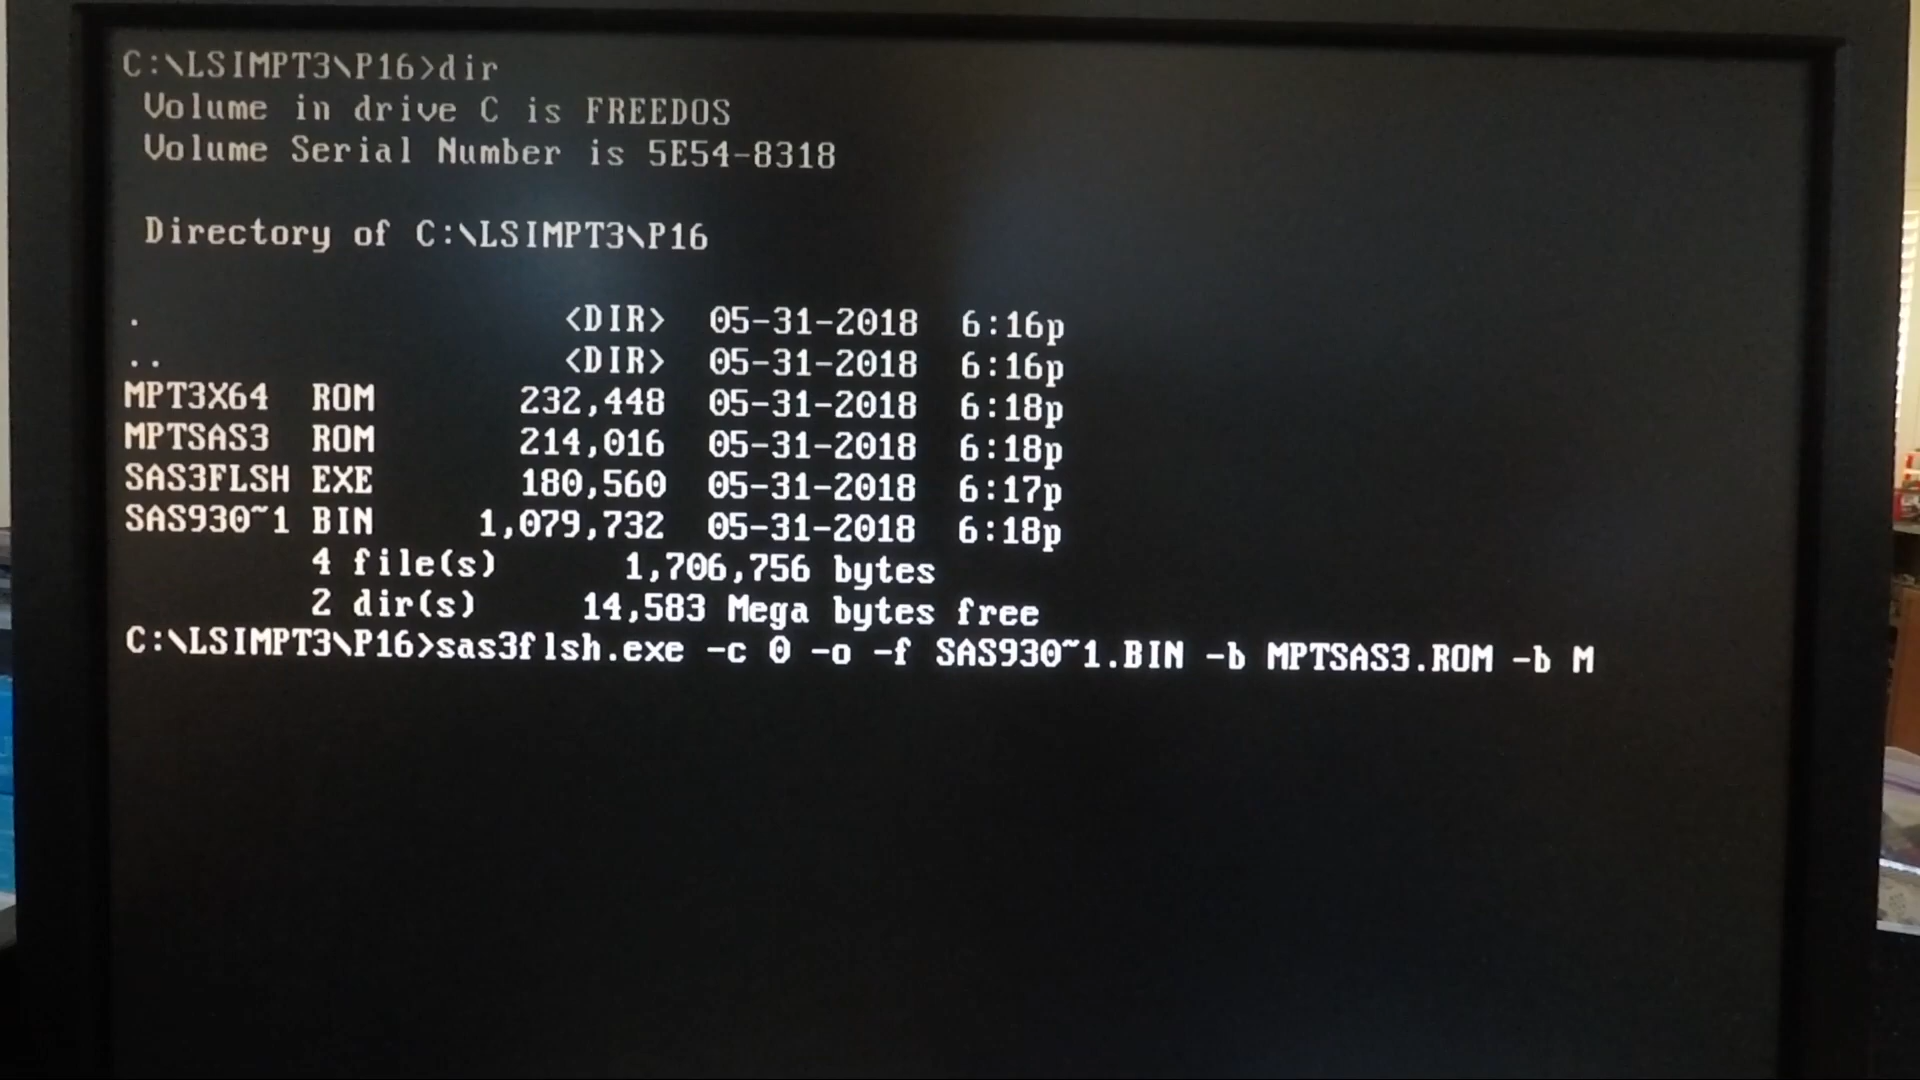 C:\LSIMPT3\P16>dir
Volume in drive C is FREEDOS
Volume Serial Number is 5E54-8318
Directory of C:\LSIMPT3\P16
. <DIR> 05-31-2018 6:16p
.. <DIR> 05-31-2018 6:16p
MPT3X64 ROM 232,448 05-31-2018 6:18p
MPTSAS3 ROM 214,016 05-31-2018 6:18p
SAS3FLSH EXE 180,560 05-31-2018 6:17p
SAS930~1 BIN 1,079,732 05-31-2018 6:18p
4 file(s) 1,706,756 bytes
2 dir(s) 14,583 Mega bytes free
C:\LSIMPT3\P16>sas3flsh.exe -c 0 -o -f SAS930~1.BIN -b MPTSAS3.ROM -b M